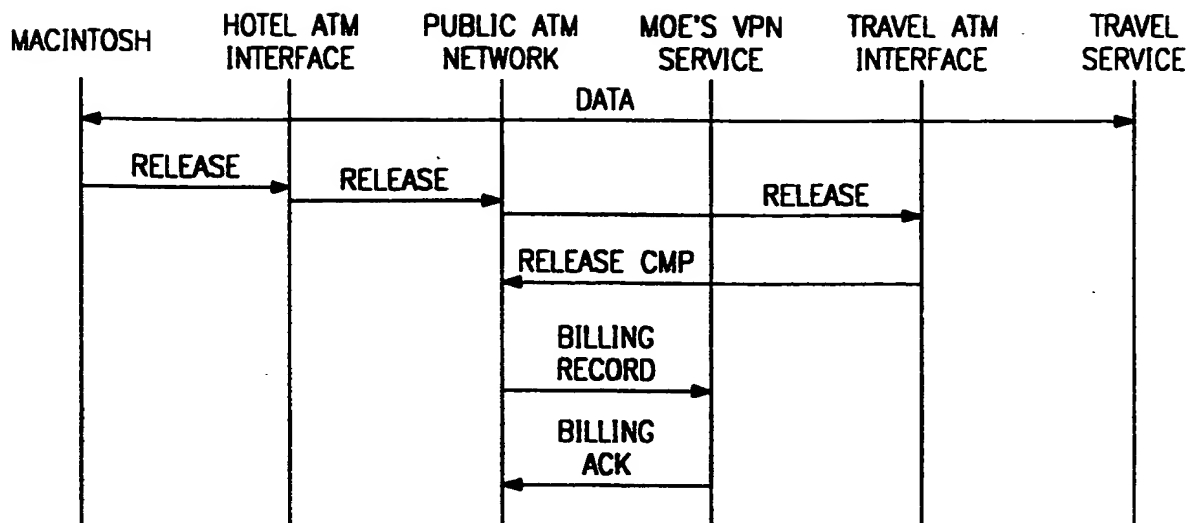 MACINTOSH
HOTEL ATM
INTERFACE
PUBLIC ATM
NETWORK
MOE'S VPN
SERVICE
TRAVEL ATM
INTERFACE
TRAVEL
SERVICE
DATA
RELEASE
RELEASE
RELEASE
RELEASE CMP
BILLING
RECORD
BILLING
ACK